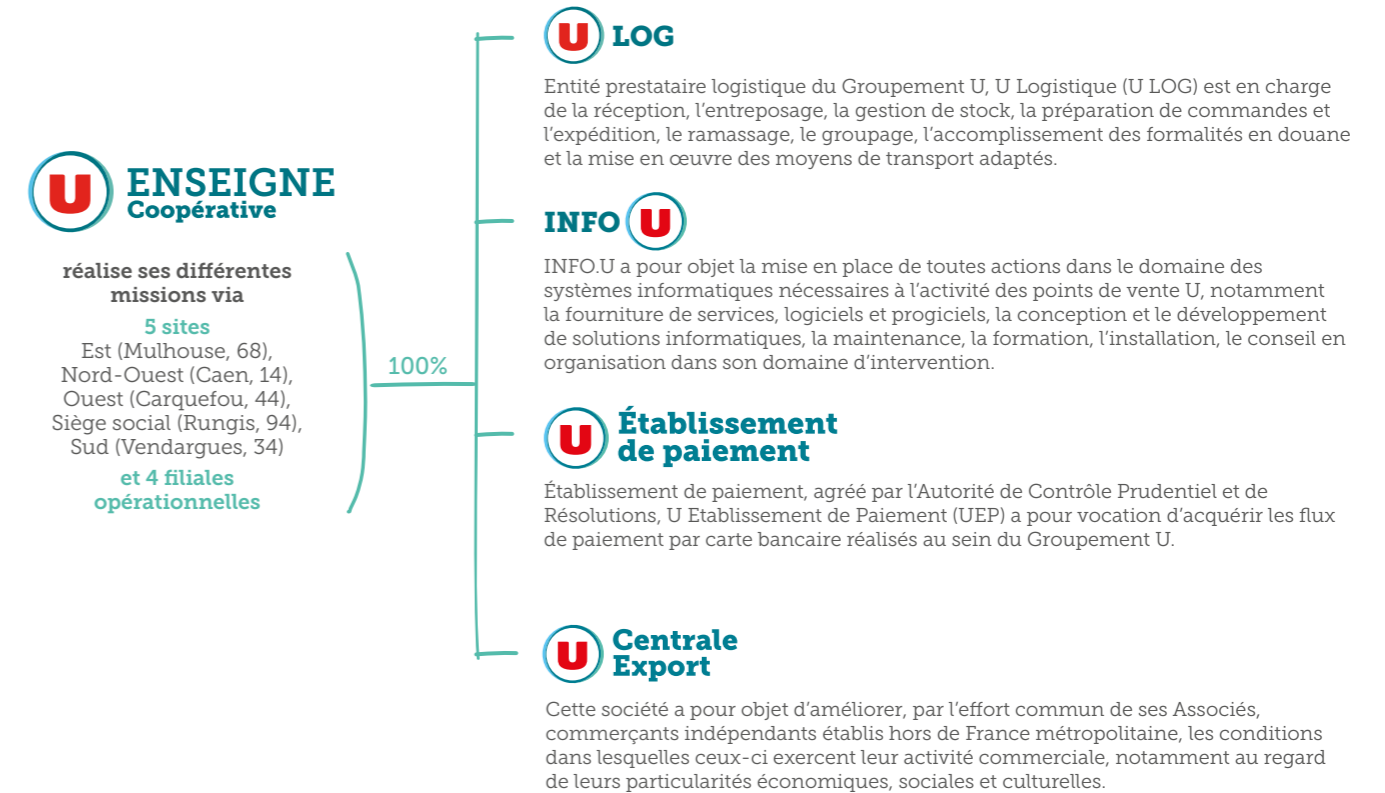 U ENSEIGNE
Coopérative
réalise ses différentes
missions via
5 sites
Est (Mulhouse, 68),
Nord-Ouest (Caen, 14),
Ouest (Carquefou, 44),
Siège social (Rungis, 94),
Sud (Vendargues, 34)
et 4 filiales
opérationnelles
100%
U LOG
Entité prestataire logistique du Groupement U, U Logistique (U LOG) est en charge
de la réception, l’entreposage, la gestion de stock, la préparation de commandes et
l’expédition, le ramassage, le groupage, l’accomplissement des formalités en douane
et la mise en œuvre des moyens de transport adaptés.
INFO U
INFO.U a pour objet la mise en place de toutes actions dans le domaine des
systèmes informatiques nécessaires à l’activité des points de vente U, notamment
la fourniture de services, logiciels et progiciels, la conception et le développement
de solutions informatiques, la maintenance, la formation, l’installation, le conseil en
organisation dans son domaine d’intervention.
U Établissement
de paiement
Établissement de paiement, agréé par l’Autorité de Contrôle Prudentiel et de
Résolutions, U Etablissement de Paiement (UEP) a pour vocation d’acquérir les flux
de paiement par carte bancaire réalisés au sein du Groupement U.
U Centrale
Export
Cette société a pour objet d’améliorer, par l’effort commun de ses Associés,
commerçants indépendants établis hors de France métropolitaine, les conditions
dans lesquelles ceux-ci exercent leur activité commerciale, notamment au regard
de leurs particularités économiques, sociales et culturelles.